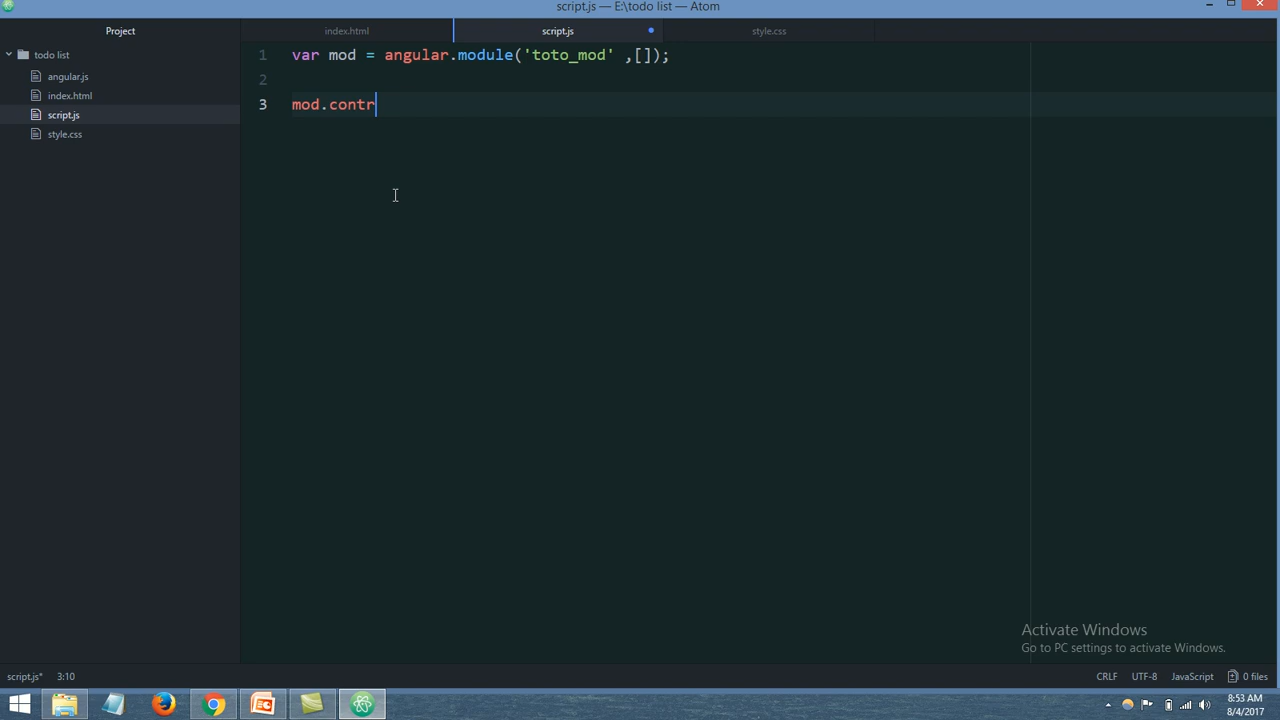 script.js — E:\todo list — Atom
Project
index.html
script.js
style.css
todo list
angular.js
index.html
script.js
style.css
1 var mod = angular.module('toto_mod' ,[]);
2
3 mod.contr
Activate Windows
Go to PC settings to activate Windows.
script.js* 3:10
CRLF UTF-8 JavaScript 0 files
8:53 AM
8/4/2017